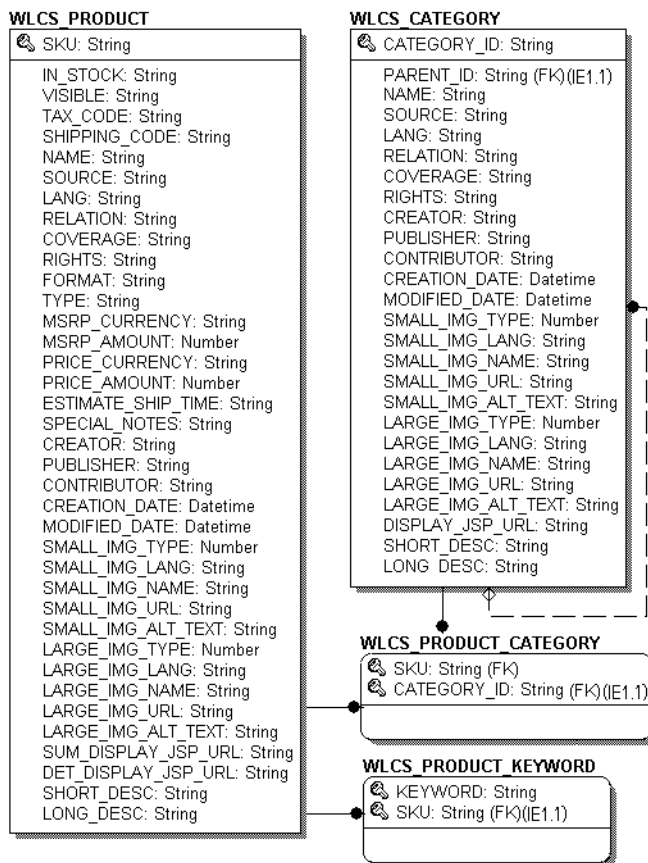 WLCS_PRODUCT
SKU: String
IN_STOCK: String
VISIBLE: String
TAX_CODE: String
SHIPPING_CODE: String
NAME: String
SOURCE: String
LANG: String
RELATION: String
COVERAGE: String
RIGHTS: String
FORMAT: String
TYPE: String
MSRP_CURRENCY: String
MSRP_AMOUNT: Number
PRICE_CURRENCY: String
PRICE_AMOUNT: Number
ESTIMATE_SHIP_TIME: String
SPECIAL_NOTES: String
CREATOR: String
PUBLISHER: String
CONTRIBUTOR: String
CREATION_DATE: Datetime
MODIFIED_DATE: Datetime
SMALL_IMG_TYPE: Number
SMALL_IMG_LANG: String
SMALL_IMG_NAME: String
SMALL_IMG_URL: String
SMALL_IMG_ALT_TEXT: String
LARGE_IMG_TYPE: Number
LARGE_IMG_LANG: String
LARGE_IMG_NAME: String
LARGE_IMG_URL: String
LARGE_IMG_ALT_TEXT: String
SUM_DISPLAY_JSP_URL: String
DET_DISPLAY_JSP_URL: String
SHORT_DESC: String
LONG_DESC: String
WLCS_CATEGORY
CATEGORY_ID: String
PARENT_ID: String (FK)(IE1.1)
NAME: String
SOURCE: String
LANG: String
RELATION: String
COVERAGE: String
RIGHTS: String
CREATOR: String
PUBLISHER: String
CONTRIBUTOR: String
CREATION_DATE: Datetime
MODIFIED_DATE: Datetime
SMALL_IMG_TYPE: Number
SMALL_IMG_LANG: String
SMALL_IMG_NAME: String
SMALL_IMG_URL: String
SMALL_IMG_ALT_TEXT: String
LARGE_IMG_TYPE: Number
LARGE_IMG_LANG: String
LARGE_IMG_NAME: String
LARGE_IMG_URL: String
LARGE_IMG_ALT_TEXT: String
DISPLAY_JSP_URL: String
SHORT_DESC: String
LONG_DESC: String
WLCS_PRODUCT_CATEGORY
SKU: String (FK)
CATEGORY_ID: String (FK)(IE1.1)
WLCS_PRODUCT_KEYWORD
KEYWORD: String
SKU: String (FK)(IE1.1)